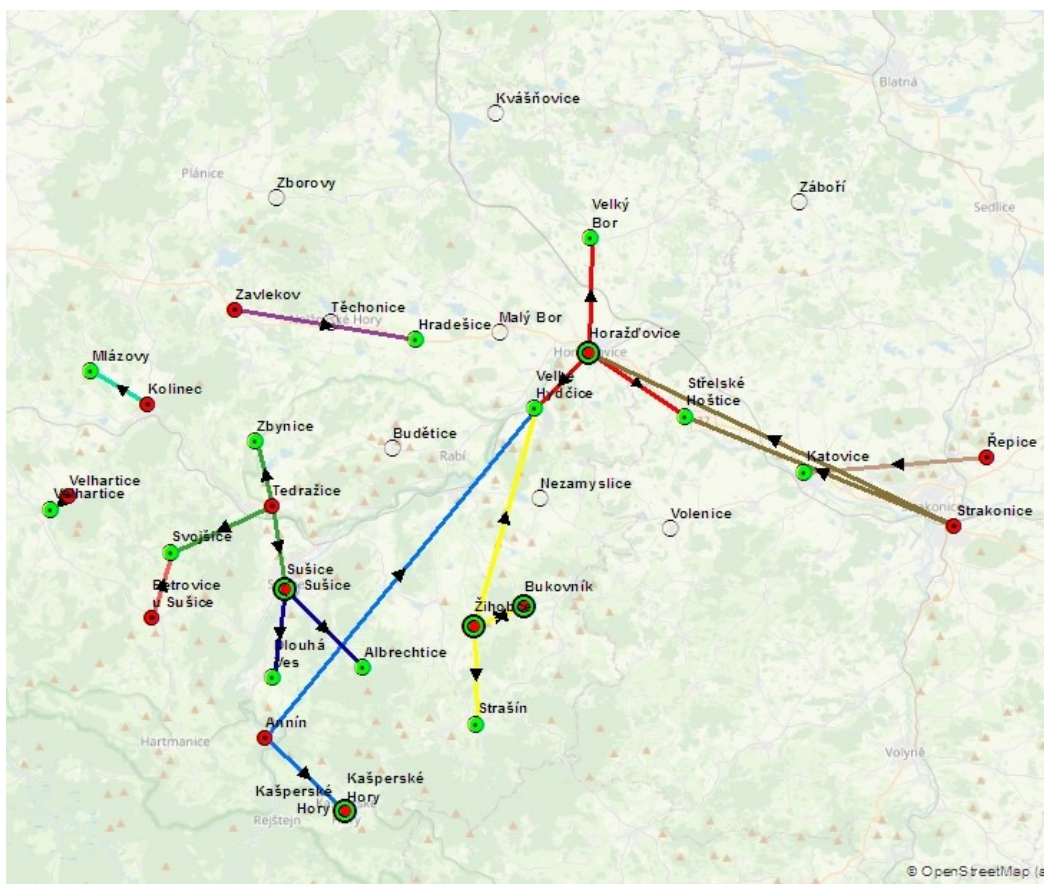 Blatná
Kvášňovice
Plánice
Zborovy
Záboří
Sedlice
Velký
Bor
Zavlekov
Těchonice
Hory
Hradešice
Malý Bor
Horažďovice
Mlázovy
Kolinec
Velké
Hydčice
Střelské
Hoštice
Zbynice
Budětice
Rabí
Katovice
Řepice
Velhartice
Velhartice
Tedražice
Nezamyslice
Volenice
Strakonice
Svojšice
Petrovice
u Sušice
Sušice
Sušice
Žihobce
Bukovník
Dlouhá
Ves
Albrechtice
Strašín
Annín
Hartmanice
Volyně
Kašperské
Hory
Kašperské
Hory
Rejštejn
© OpenStreetMap (a